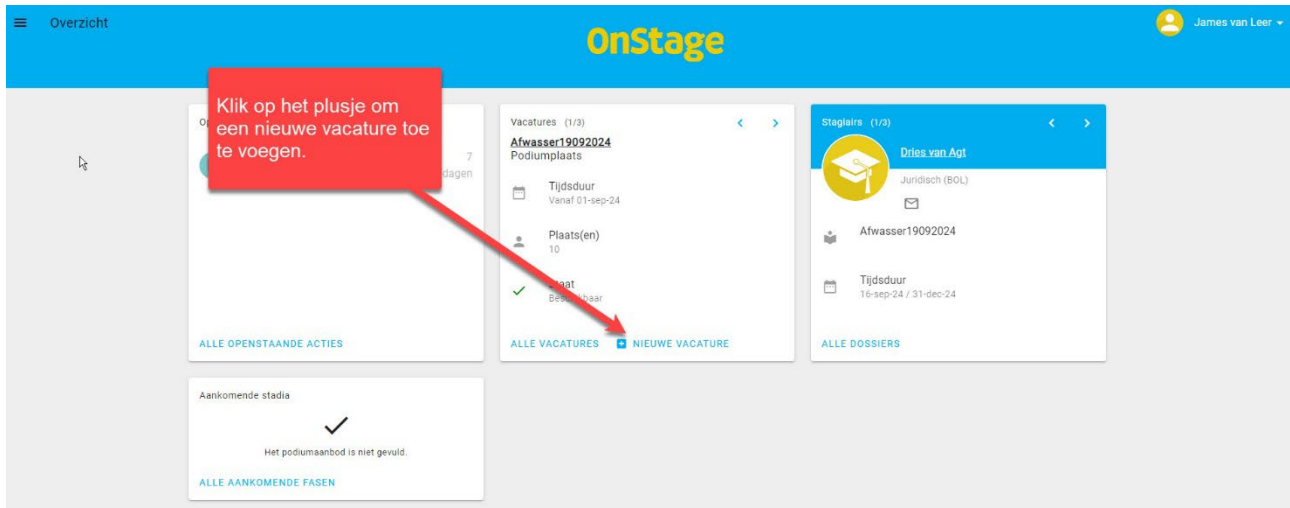 Overzicht
OnStage
James van Leer
Klik op het plusje om
een nieuwe vacature toe
te voegen.
7
dagen
ALLE OPENSTAANDE ACTIES
Vacatures (1/3)
Afwasser19092024
Podiumplaats
Tijdsduur
Vanaf 01-sep-24
Plaats(en)
10
ALLE VACATURES
NIEUWE VACATURE
Stagiairs (1/3)
Dries van Agt
Juridisch (BOL)
Afwasser19092024
Tijdsduur
16-sep-24 / 31-dec-24
ALLE DOSSIERS
Aankomende stadia
Het podiumaanbod is niet gevuld.
ALLE AANKOMENDE FASEN